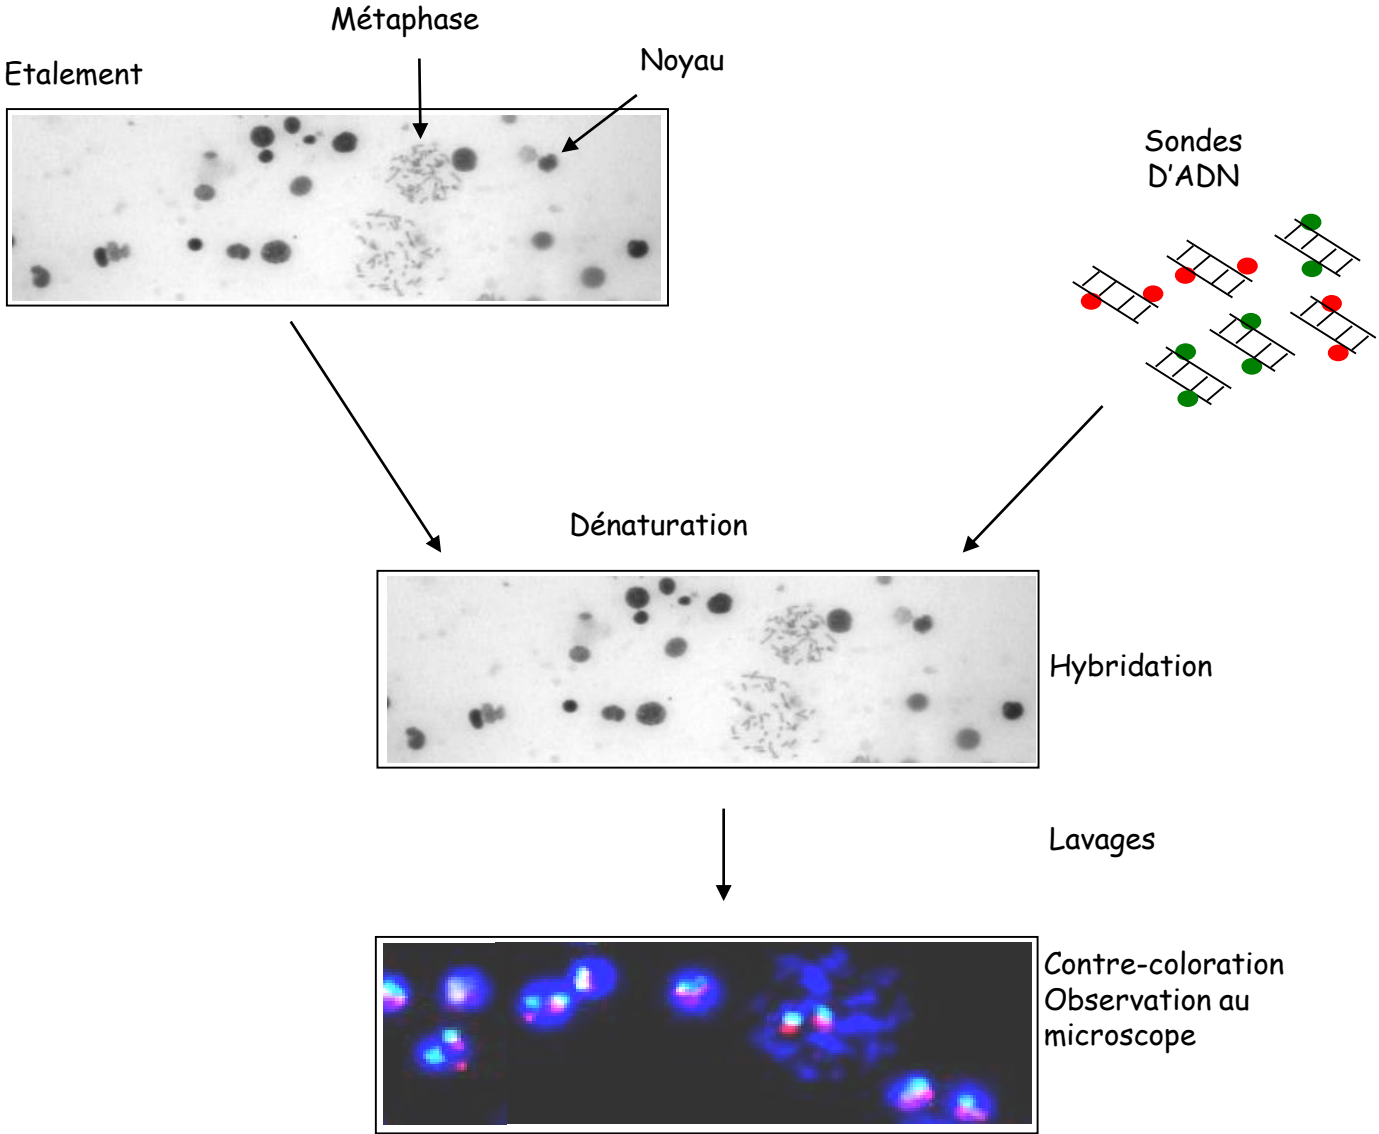 Métaphase
Noyau
Etalement
Sondes
D'ADN
Dénaturation
Hybridation
Lavages
Contre-coloration
Observation au
microscope